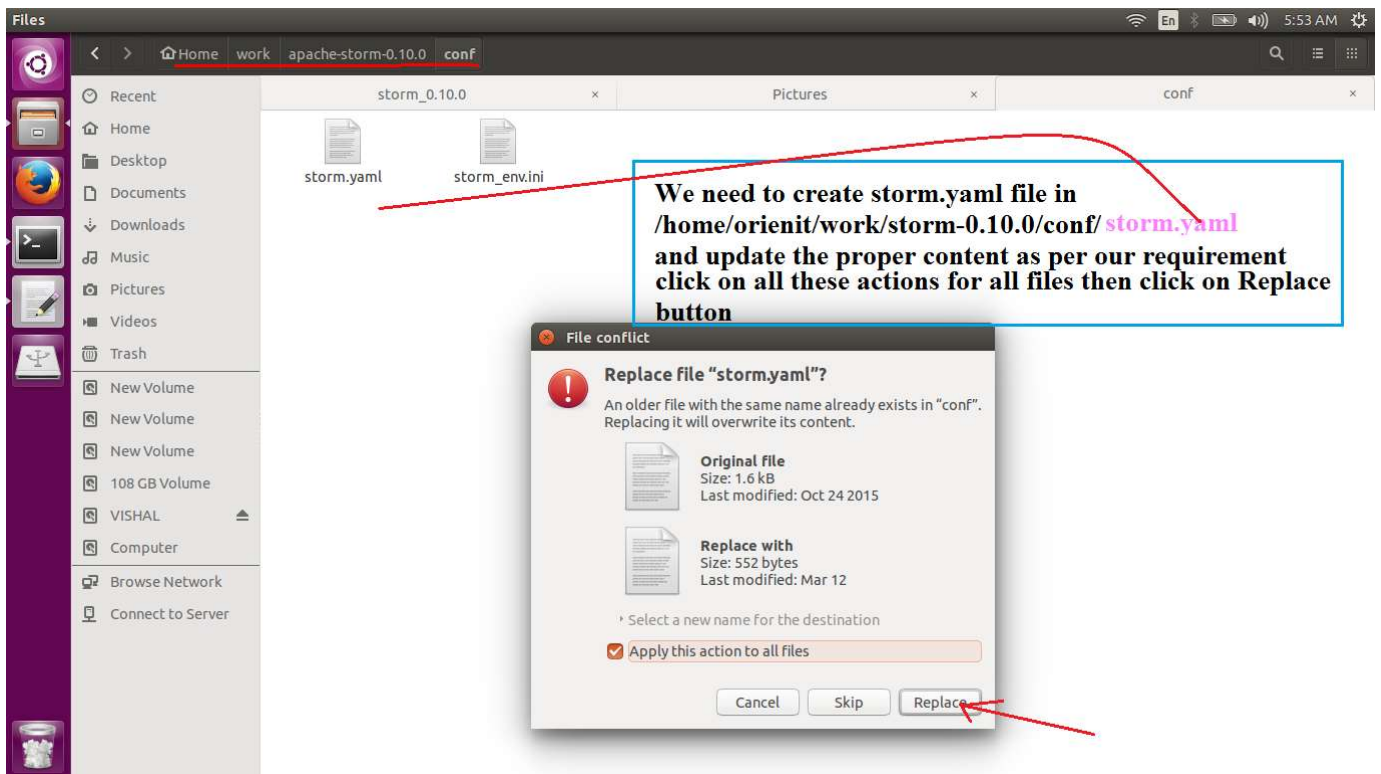 Files
En
5:53 AM
Home work apache-storm-0.10.0 conf
storm_0.10.0 × Pictures × conf ×
Recent
Home
Desktop
Documents
Downloads
Music
Pictures
Videos
Trash
New Volume
New Volume
New Volume
108 GB Volume
VISHAL
Computer
Browse Network
Connect to Server
storm.yaml storm_env.ini
We need to create storm.yaml file in
/home/orienit/work/storm-0.10.0/conf/storm.yaml
and update the proper content as per our requirement
click on all these actions for all files then click on Replace
button
File conflict
Replace file “storm.yaml”?
An older file with the same name already exists in “conf”.
Replacing it will overwrite its content.
Original file
Size: 1.6 kB
Last modified: Oct 24 2015
Replace with
Size: 552 bytes
Last modified: Mar 12
Select a new name for the destination
Apply this action to all files
Cancel Skip Replace